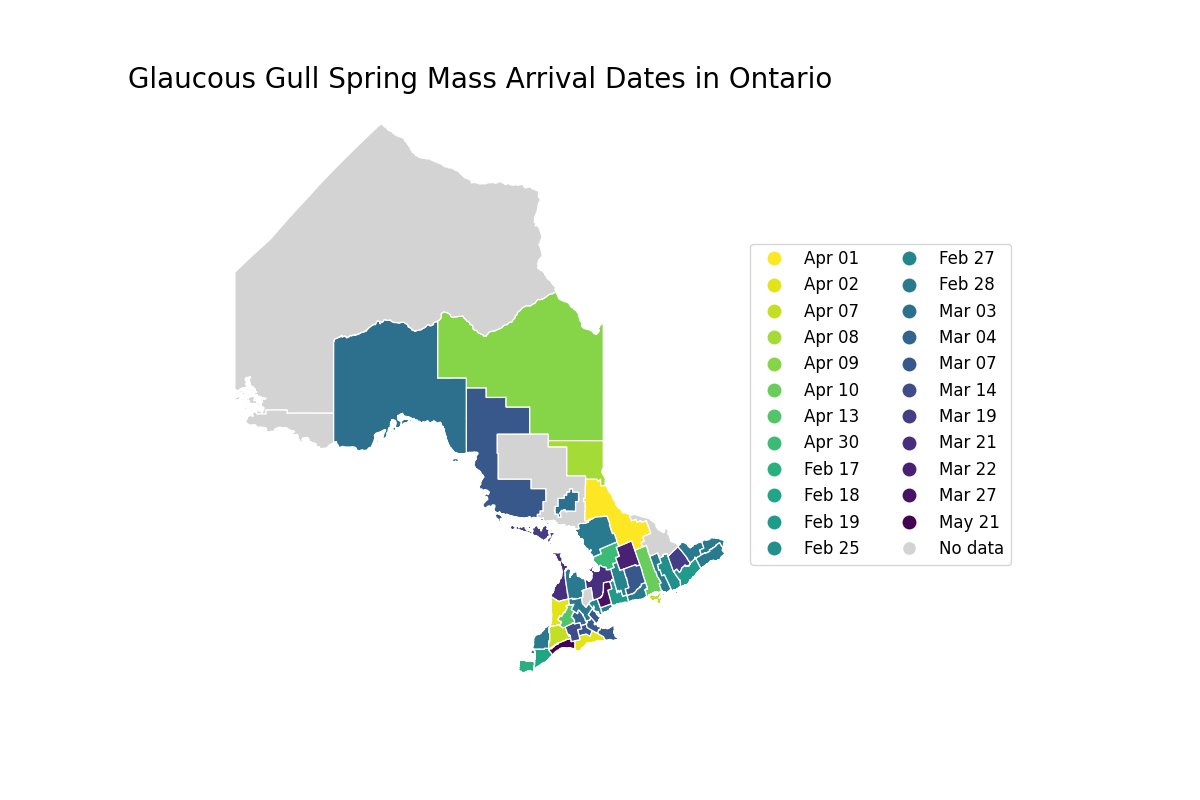 Glaucous Gull Spring Mass Arrival Dates in Ontario
Apr 01
Apr 02
Apr 07
Apr 08
Apr 09
Apr 10
Apr 13
Apr 30
Feb 17
Feb 18
Feb 19
Feb 25
Feb 27
Feb 28
Mar 03
Mar 04
Mar 07
Mar 14
Mar 19
Mar 21
Mar 22
Mar 27
May 21
No data